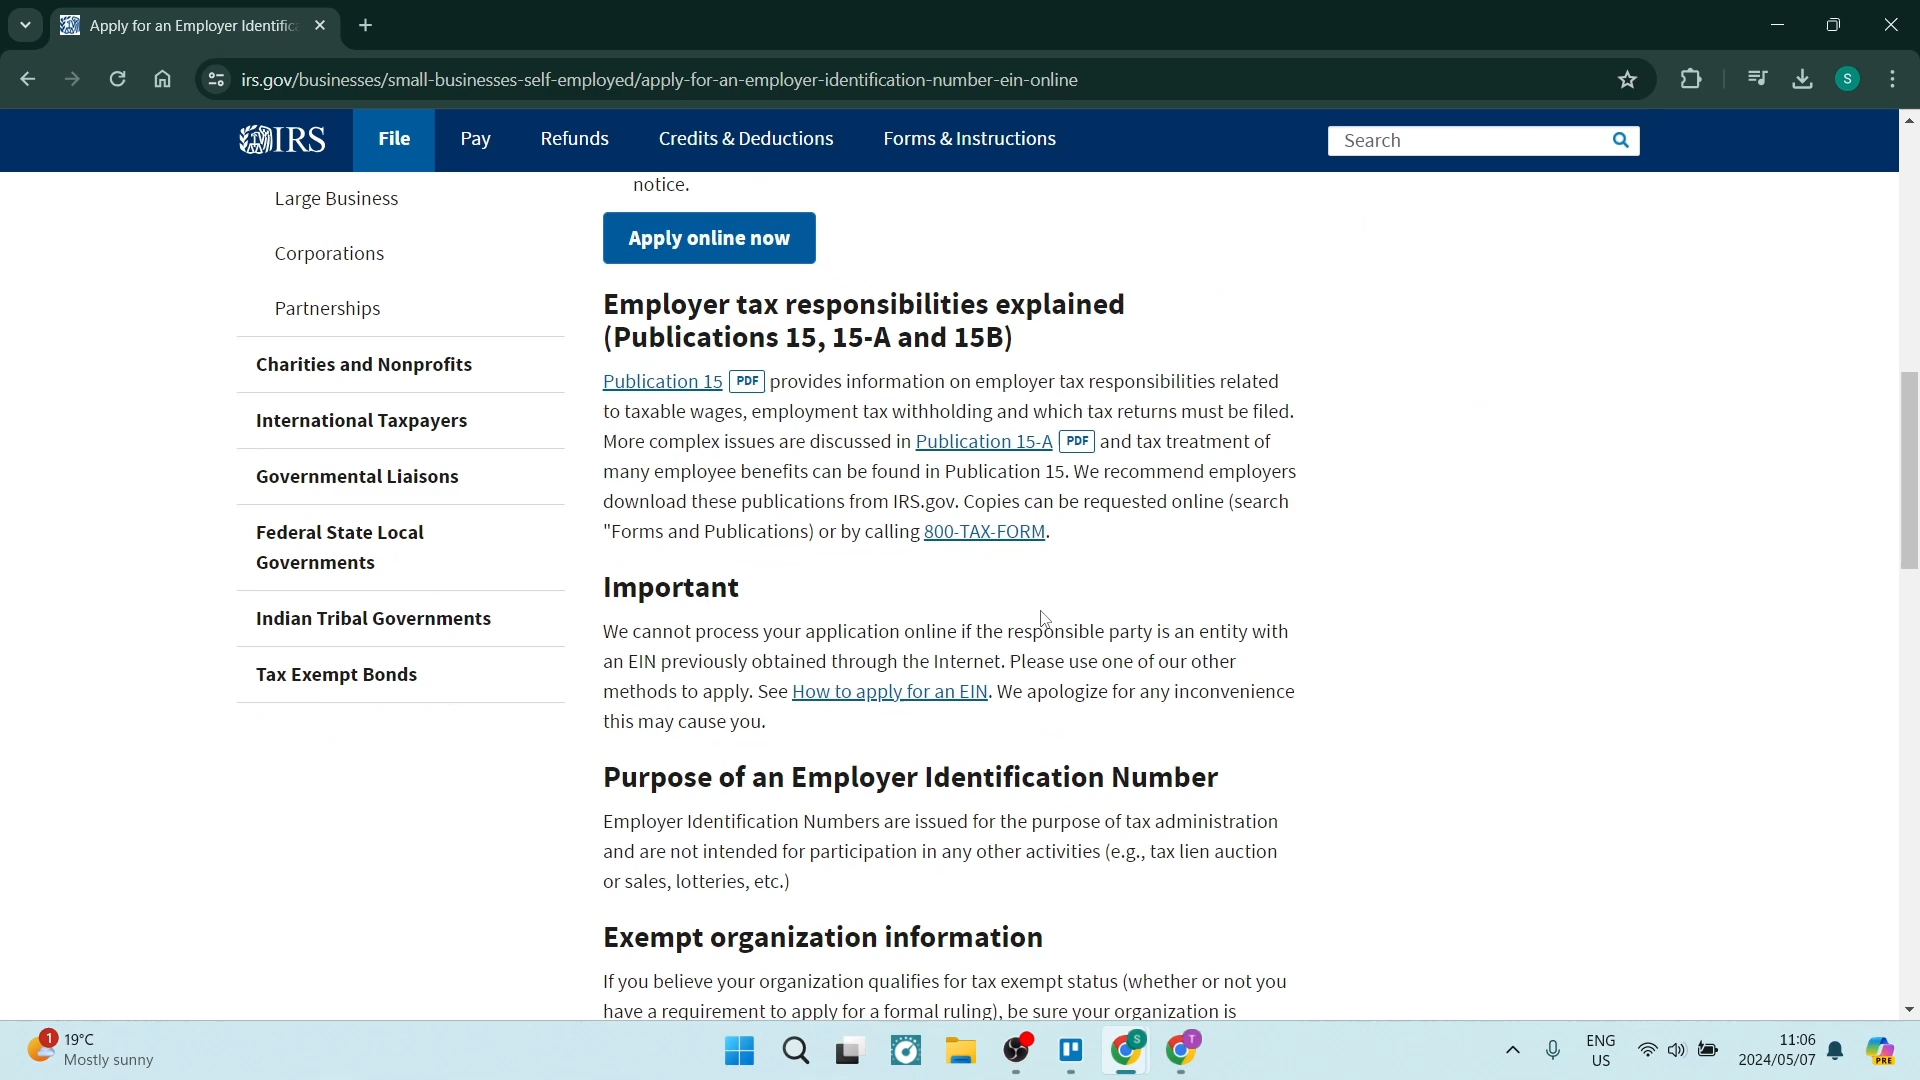 Apply for an Employer Identific
irs.gov/businesses/small-businesses-self-employed/apply-for-an-employer-identification-number-ein-online
S
IRS
File
Pay
Refunds
Credits & Deductions
Forms & Instructions
Search
Large Business
Corporations
Partnerships
Charities and Nonprofits
International Taxpayers
Governmental Liaisons
Federal State Local
Governments
Indian Tribal Governments
Tax Exempt Bonds
notice.
Apply online now
Employer tax responsibilities explained
(Publications 15, 15-A and 15B)
Publication 15 PDF provides information on employer tax responsibilities related
to taxable wages, employment tax withholding and which tax returns must be filed.
More complex issues are discussed in Publication 15-A PDF and tax treatment of
many employee benefits can be found in Publication 15. We recommend employers
download these publications from IRS.gov. Copies can be requested online (search
"Forms and Publications) or by calling 800-TAX-FORM.
Important
We cannot process your application online if the responsible party is an entity with
an EIN previously obtained through the Internet. Please use one of our other
methods to apply. See How to apply for an EIN. We apologize for any inconvenience
this may cause you.
Purpose of an Employer Identification Number
Employer Identification Numbers are issued for the purpose of tax administration
and are not intended for participation in any other activities (e.g., tax lien auction
or sales, lotteries, etc.)
Exempt organization information
If you believe your organization qualifies for tax exempt status (whether or not you
have a requirement to apply for a formal ruling), be sure your organization is
1
19°C
Mostly sunny
S
T
ENG
US
11:06
2024/05/07
PRE